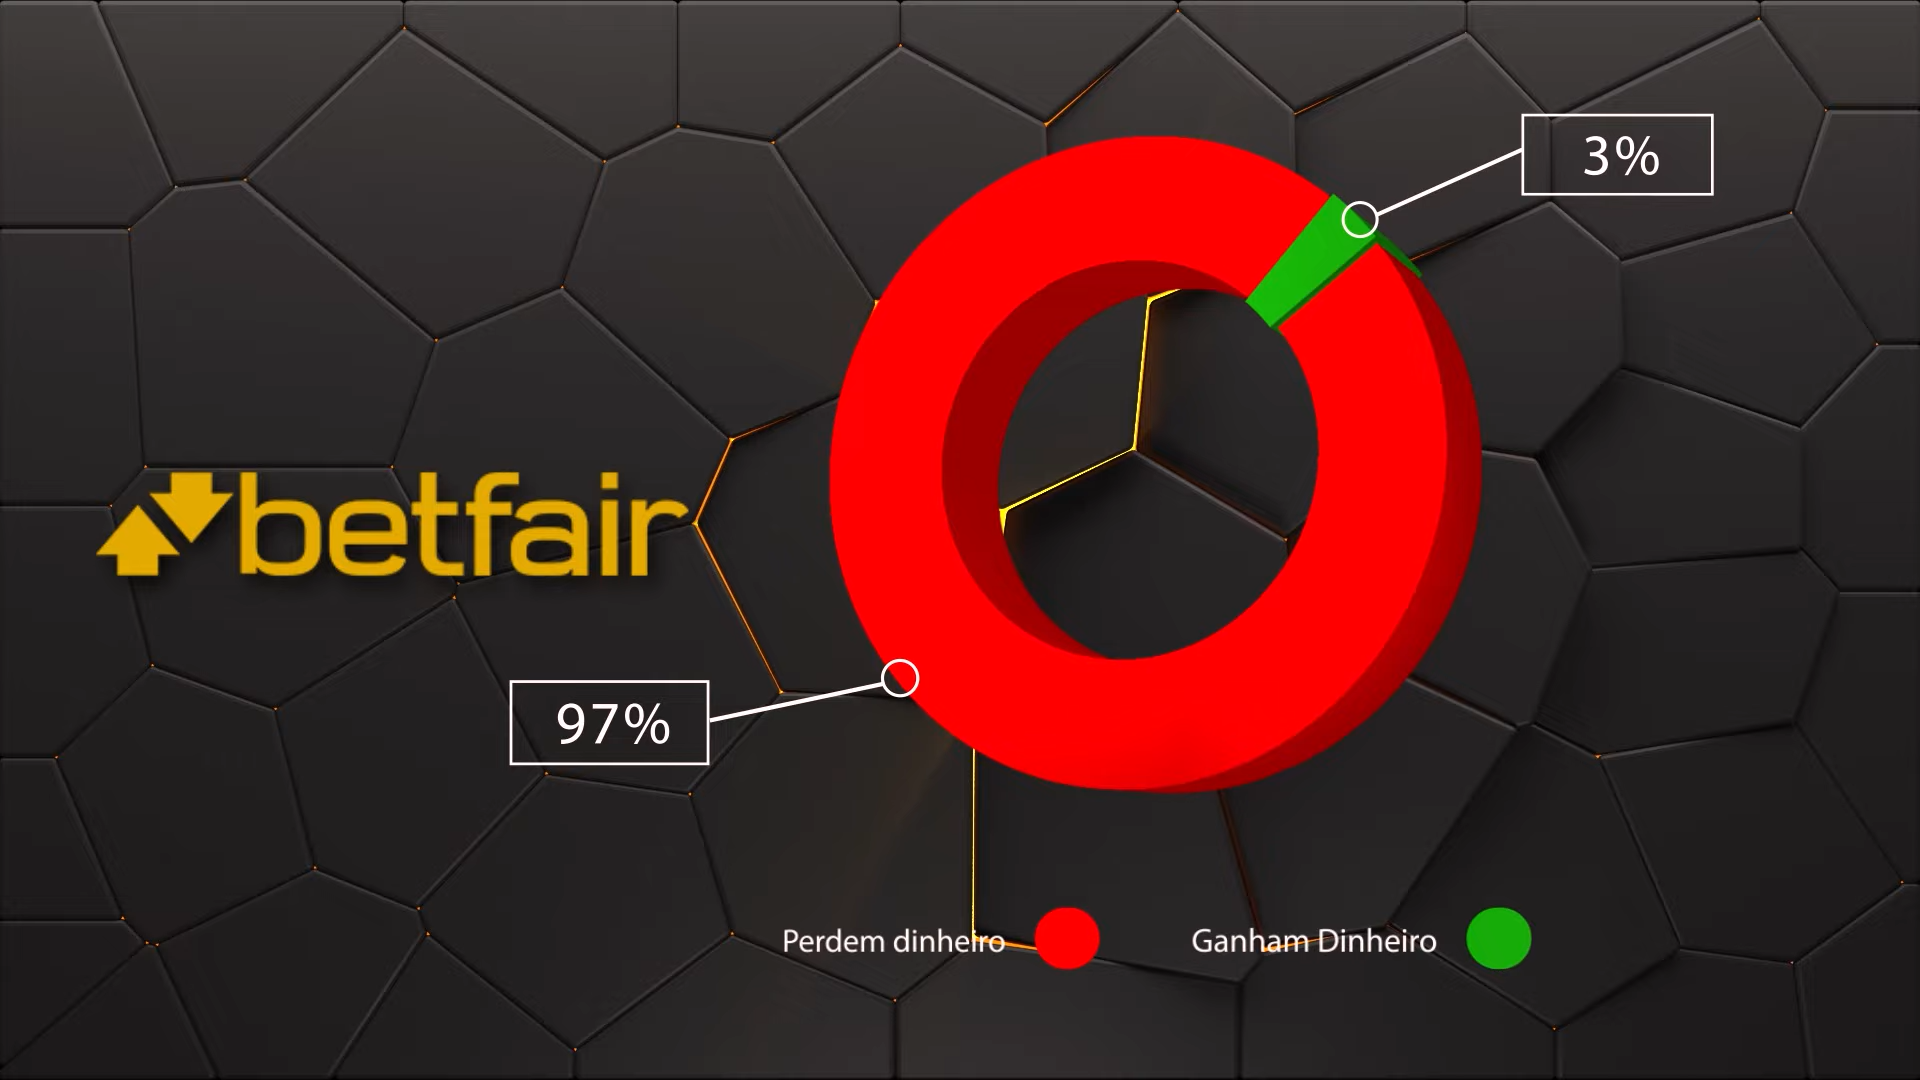 3%
betfair
97%
Perdem dinheiro
Ganham Dinheiro